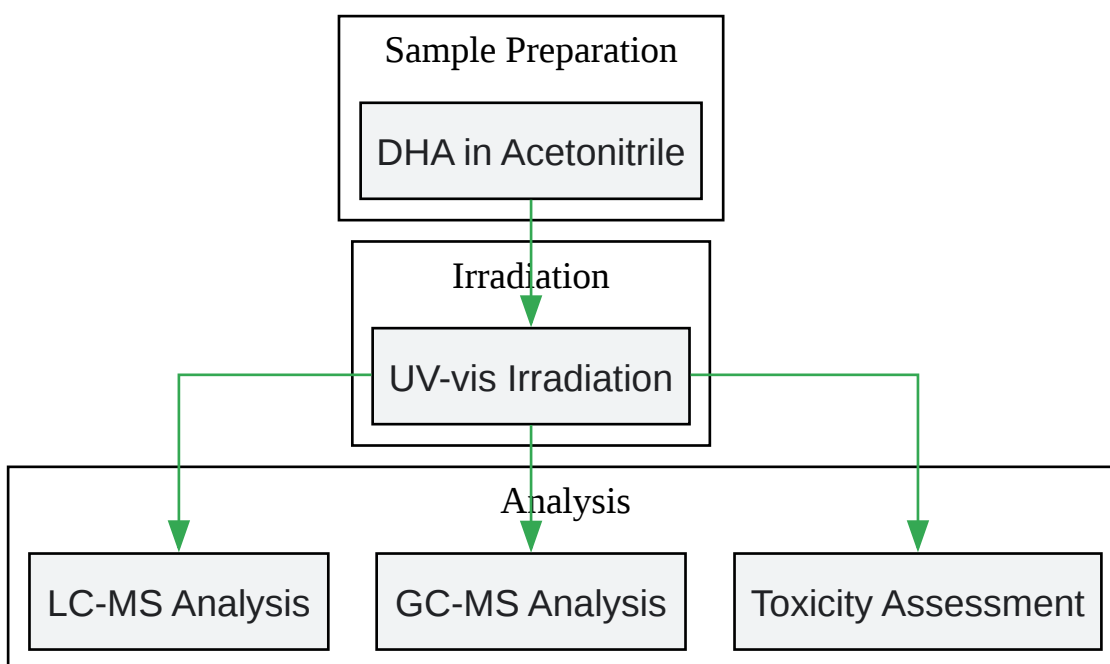 Sample Preparation
DHA in Acetonitrile
Irradiation
UV-vis Irradiation
Analysis
LC-MS Analysis
GC-MS Analysis
Toxicity Assessment